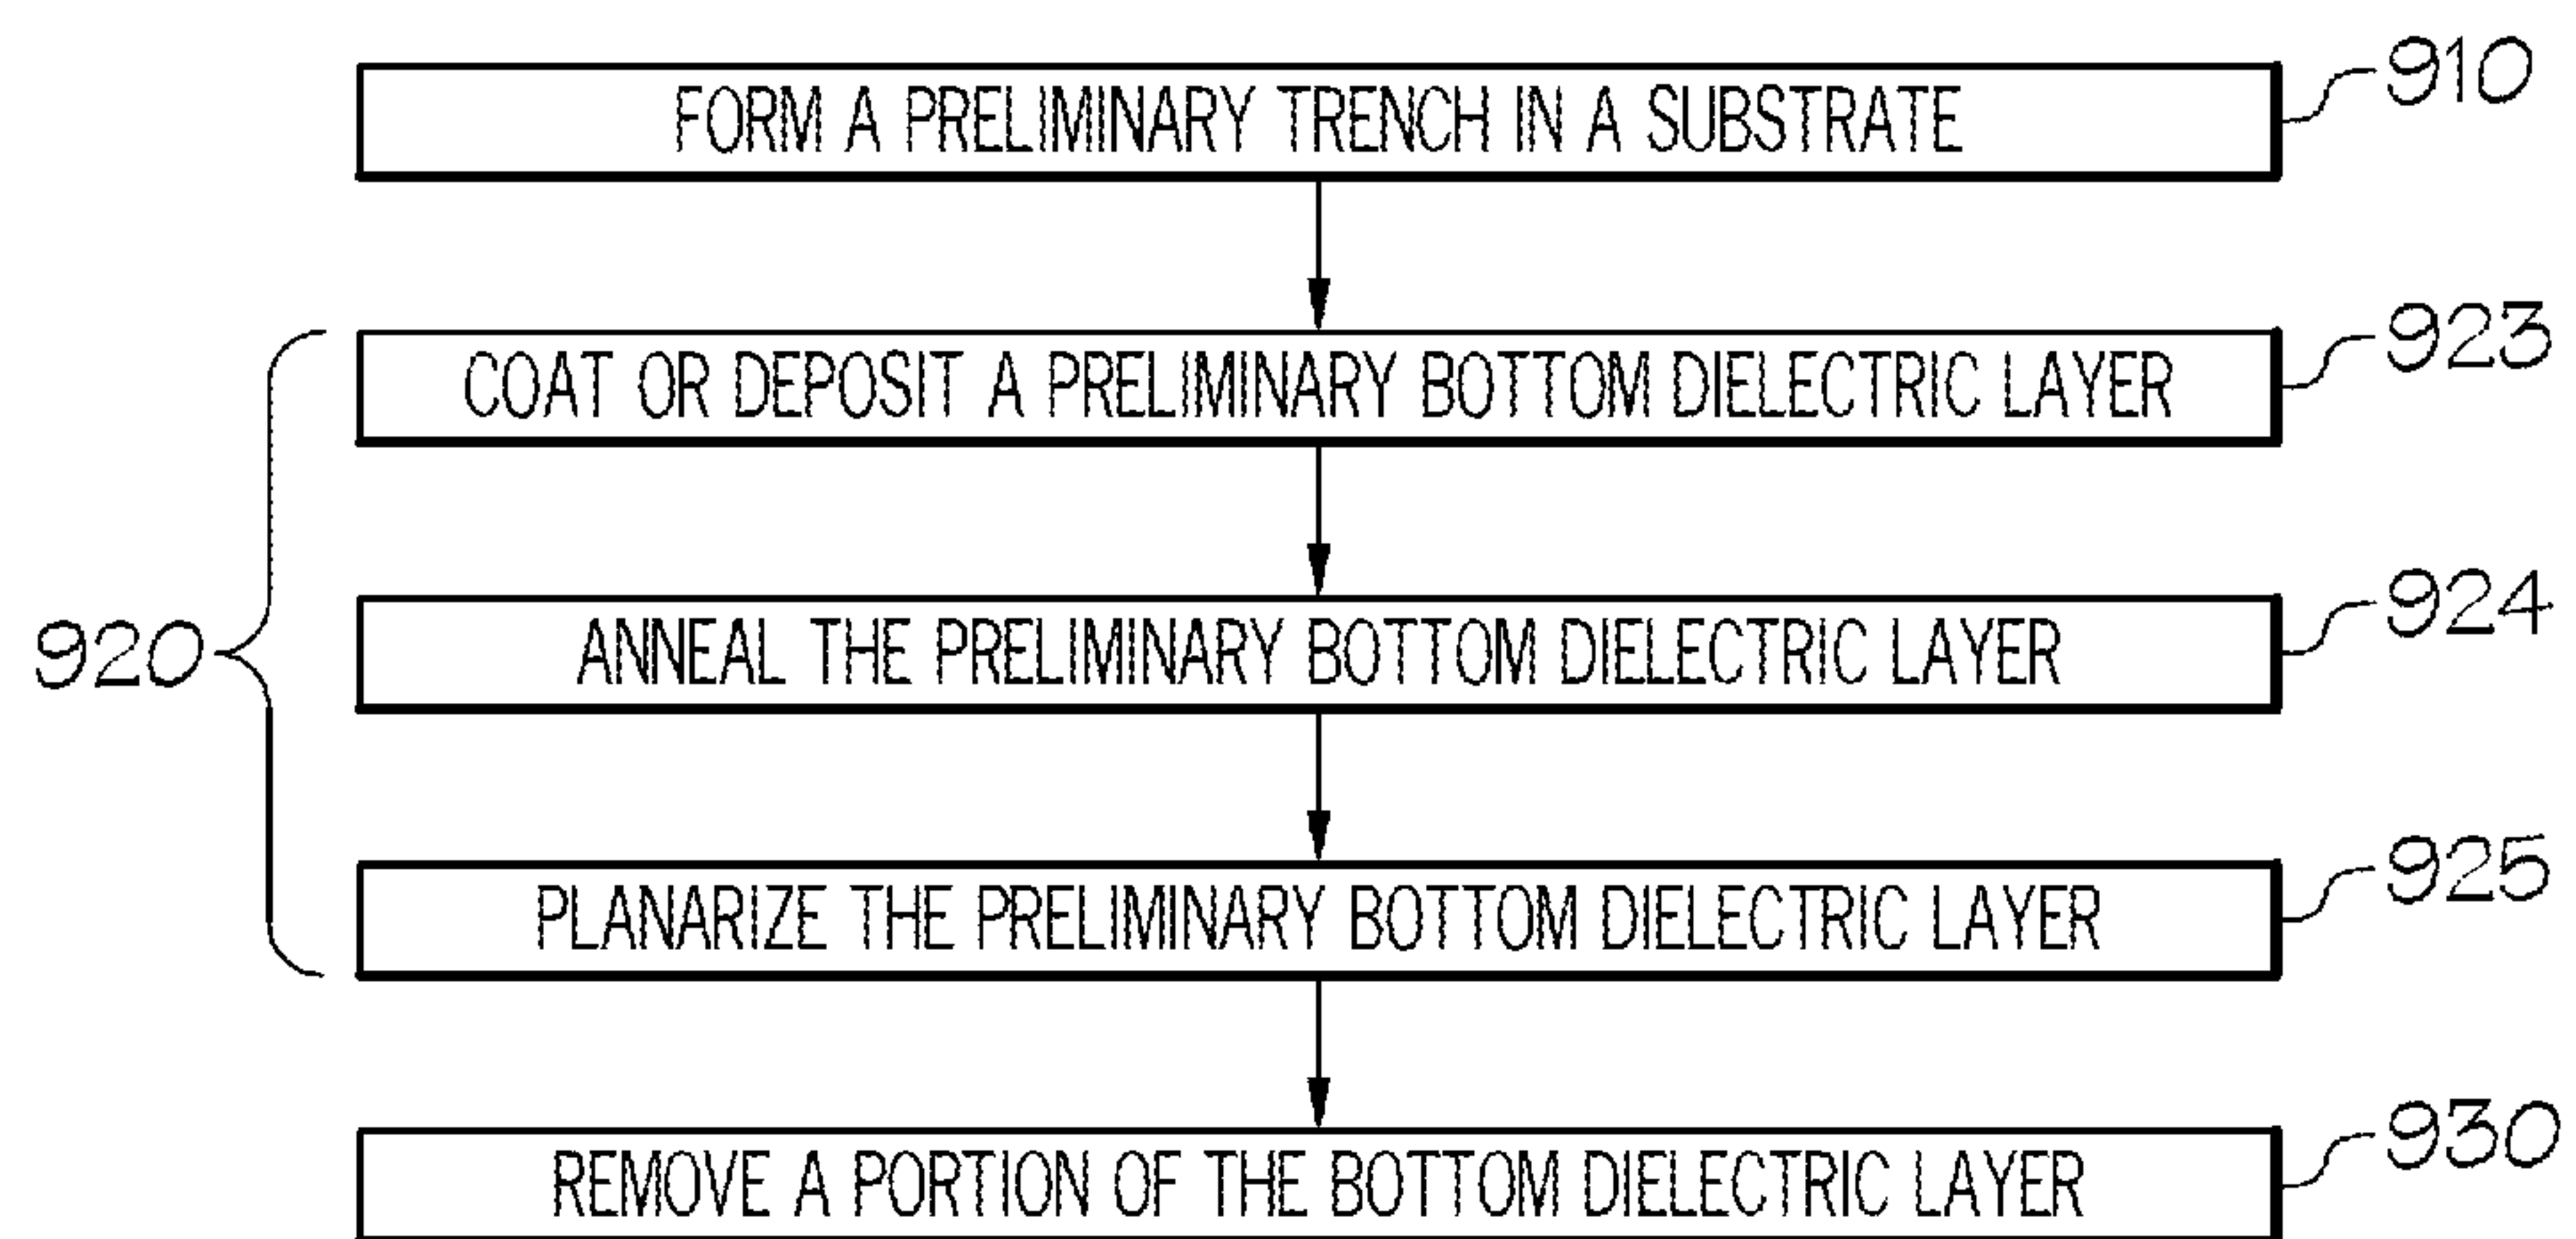 FORM A PRELIMINARY TRENCH IN A SUBSTRATE
910
COAT OR DEPOSIT A PRELIMINARY BOTTOM DIELECTRIC LAYER
923
920
ANNEAL THE PRELIMINARY BOTTOM DIELECTRIC LAYER
924
PLANARIZE THE PRELIMINARY BOTTOM DIELECTRIC LAYER
925
REMOVE A PORTION OF THE BOTTOM DIELECTRIC LAYER
930